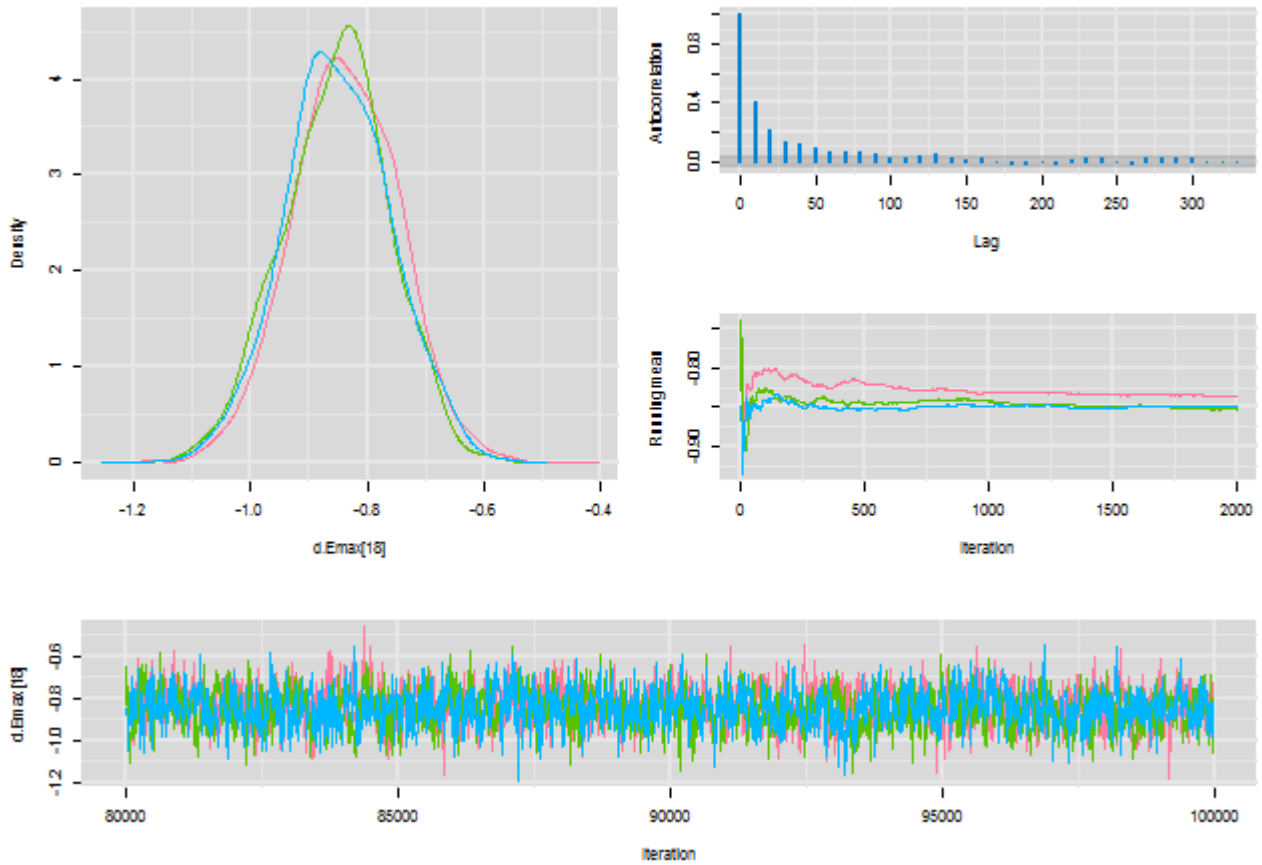 Density
0 1 2 3 4
-1.2 -1.0 -0.8 -0.6 -0.4
d.Emax[18]
Autocorrelation
0.0 0.4 0.8
0 50 100 150 200 250 300
Lag
Running mean
-0.90 -0.80
0 500 1000 1500 2000
Iteration
d.Emax[18]
-1.2 -1.0 -0.8 -0.6
80000 85000 90000 95000 100000
Iteration